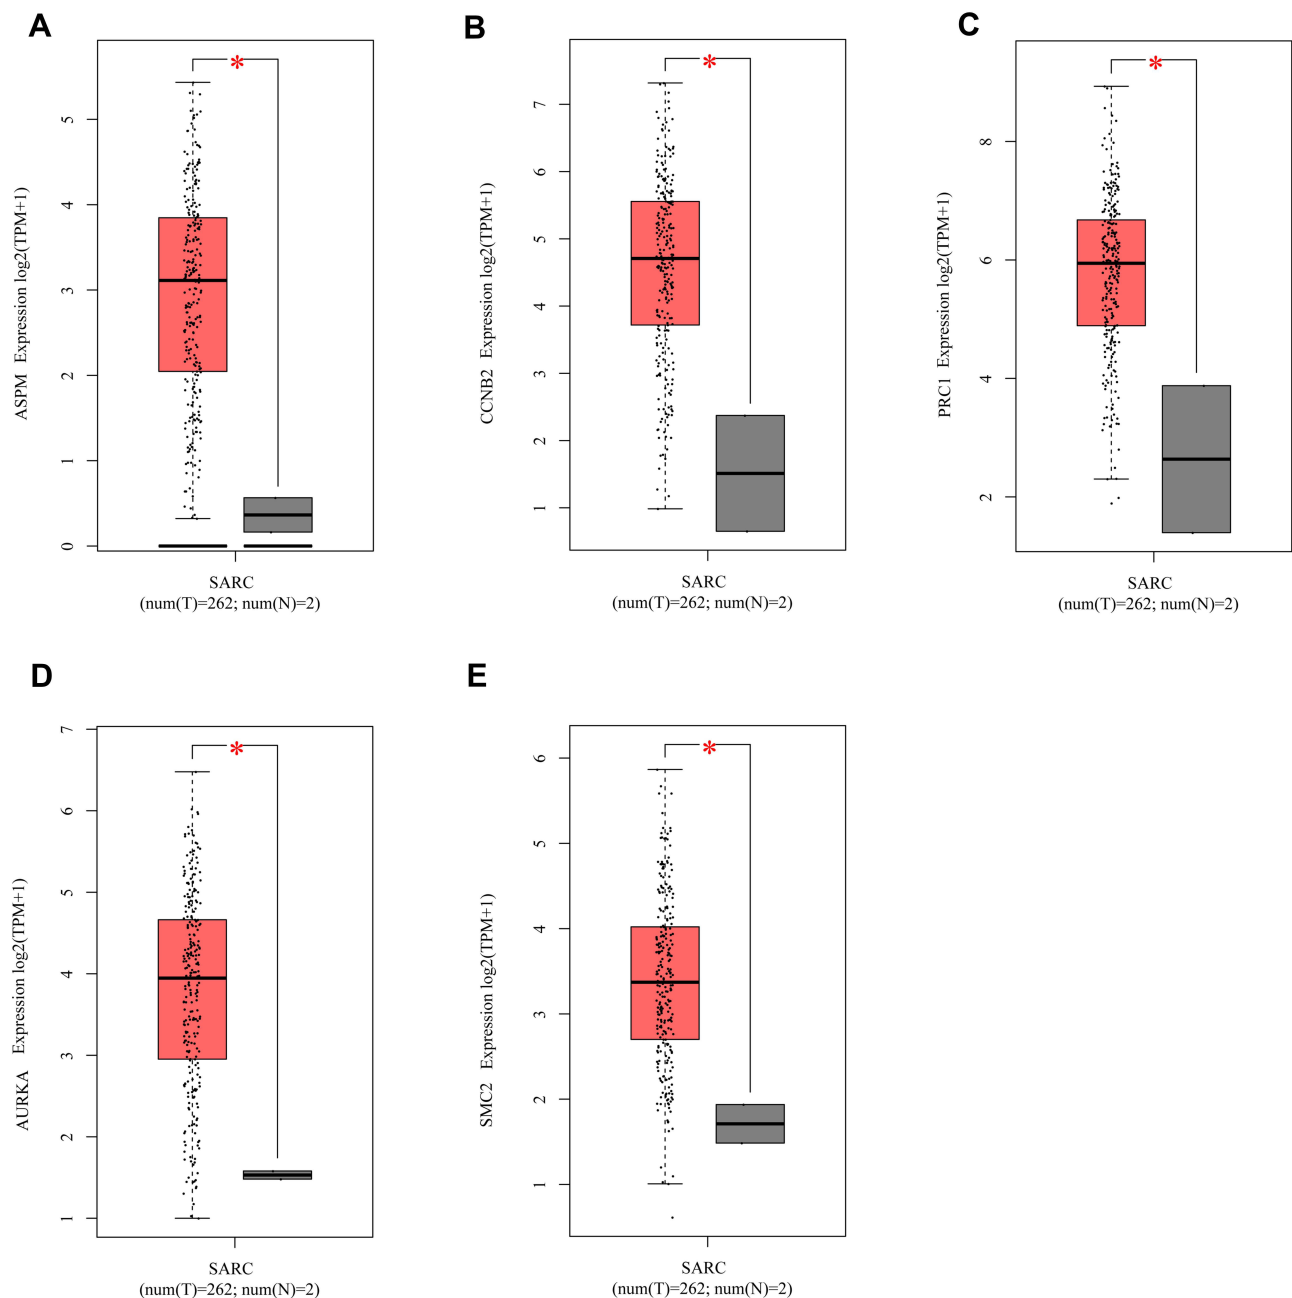 A
ASPM Expression log2(TPM+1)
5
4
3
2
1
0
*
SARC
(num(T)=262; num(N)=2)
B
CCNB2 Expression log2(TPM+1)
7
6
5
4
3
2
1
*
SARC
(num(T)=262; num(N)=2)
C
PRC1 Expression log2(TPM+1)
8
6
4
2
*
SARC
(num(T)=262; num(N)=2)
D
AURKA Expression log2(TPM+1)
7
6
5
4
3
2
1
*
SARC
(num(T)=262; num(N)=2)
E
SMC2 Expression log2(TPM+1)
6
5
4
3
2
1
*
SARC
(num(T)=262; num(N)=2)